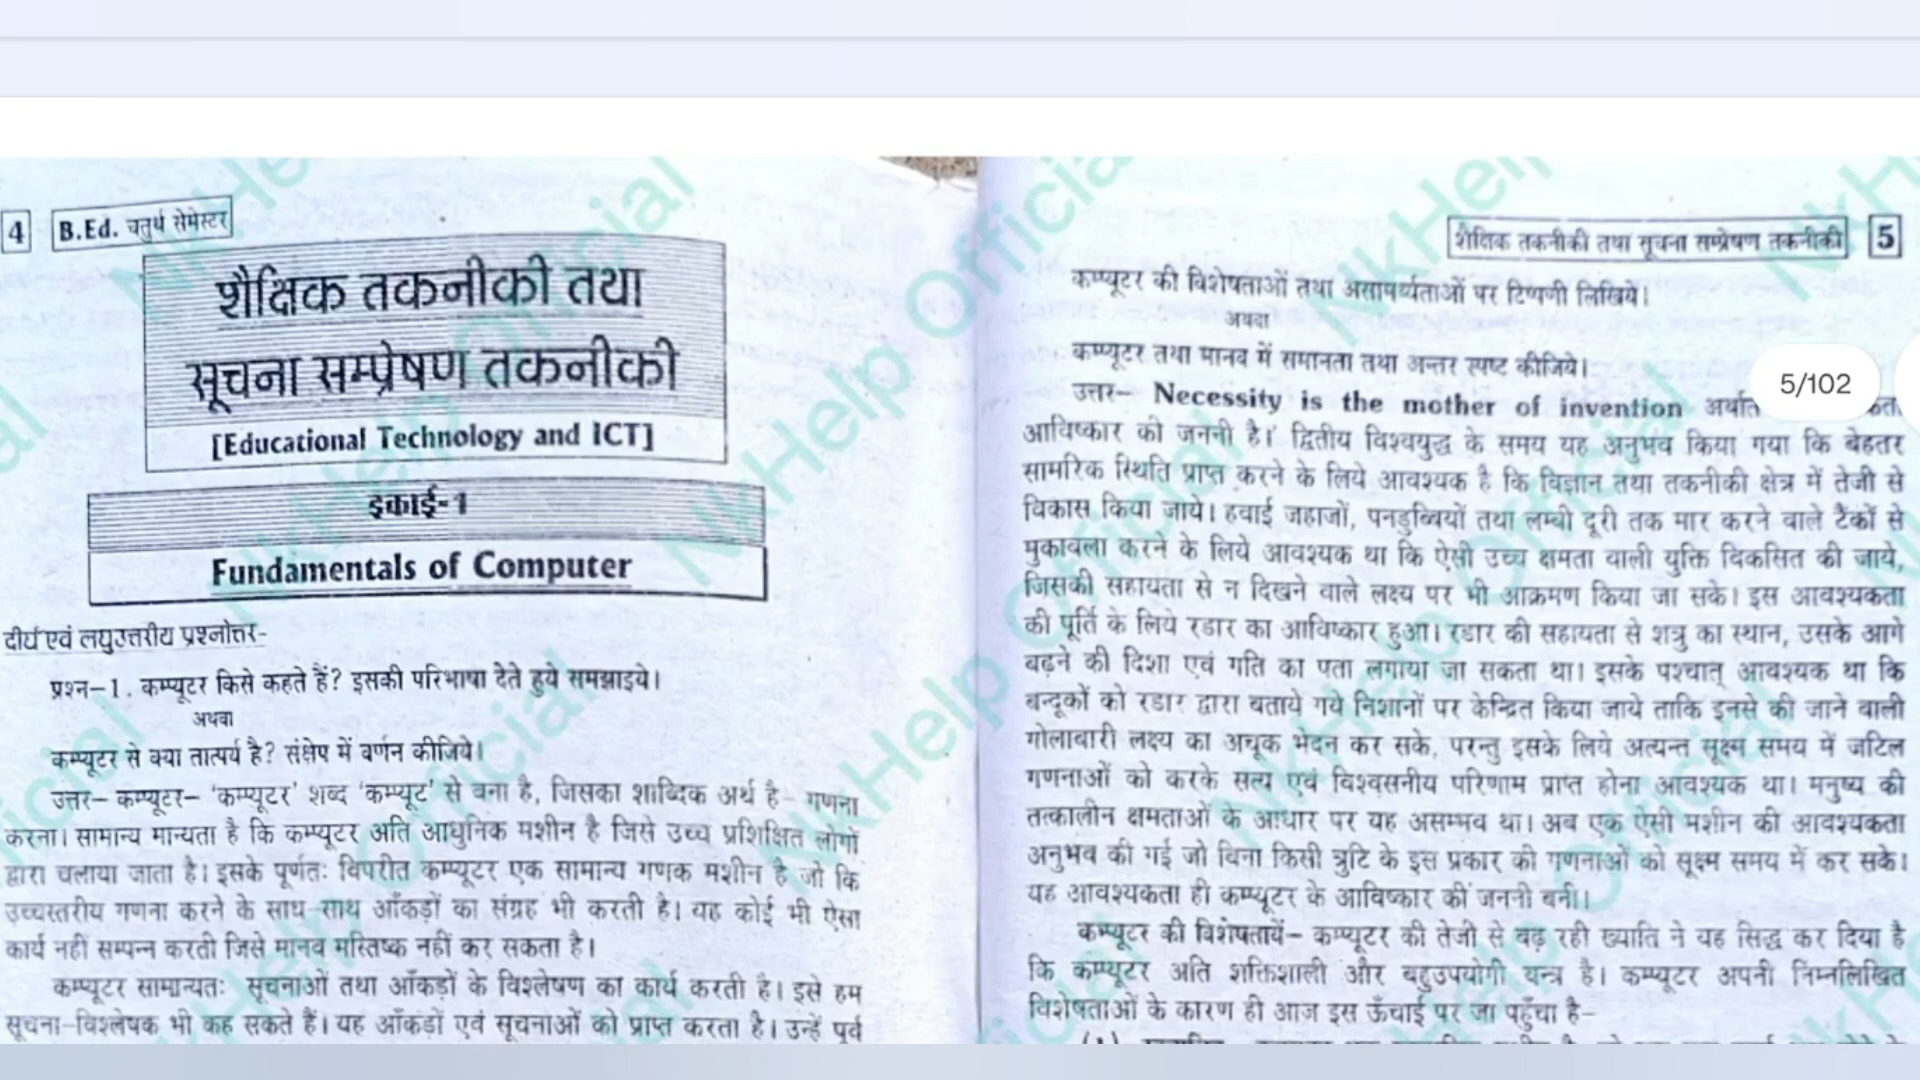 4
B.Ed. चतुर्थ सेमेस्टर
शैक्षिक तकनीकी तथा
सूचना सम्प्रेषण तकनीकी
[Educational Technology and ICT]
इकाई-1
Fundamentals of Computer
दीर्घ एवं लघुउत्तरीय प्रश्नोत्तर-
प्रश्न-1. कम्प्यूटर किसे कहते हैं? इसकी परिभाषा देते हुये समझाइये।
अथवा
कम्प्यूटर से क्या तात्पर्य है? संक्षेप में वर्णन कीजिये।
उत्तर- कम्प्यूटर- 'कम्प्यूटर' शब्द 'कम्प्यूट' से बना है, जिसका शाब्दिक अर्थ है- गणना
करना। सामान्य मान्यता है कि कम्प्यूटर अति आधुनिक मशीन है जिसे उच्च प्रशिक्षित लोगों
द्वारा चलाया जाता है। इसके पूर्णतः विपरीत कम्प्यूटर एक सामान्य गणक मशीन है जो कि
उच्चस्तरीय गणना करने के साथ-साथ आँकड़ों का संग्रह भी करती है। यह कोई भी ऐसा
कार्य नहीं सम्पन्न करती जिसे मानव मस्तिष्क नहीं कर सकता है।
कम्प्यूटर सामान्यतः सूचनाओं तथा आँकड़ों के विश्लेषण का कार्य करती है। इसे हम
सूचना-विश्लेषक भी कह सकते हैं। यह आँकड़ों एवं सूचनाओं को प्राप्त करता है। उन्हें पूर्व
शैक्षिक तकनीकी तथा सूचना सम्प्रेषण तकनीकी
5
कम्प्यूटर की विशेषताओं तथा असामर्थ्यताओं पर टिप्पणी लिखिये।
अथवा
कम्प्यूटर तथा मानव में समानता तथा अन्तर स्पष्ट कीजिये।
5/102
उत्तर- Necessity is the mother of invention अर्थात
आविष्कार की जननी है। द्वितीय विश्वयुद्ध के समय यह अनुभव किया गया कि बेहतर
सामरिक स्थिति प्राप्त करने के लिये आवश्यक है कि विज्ञान तथा तकनीकी क्षेत्र में तेजी से
विकास किया जाये। हवाई जहाजों, पनडुब्बियों तथा लम्बी दूरी तक मार करने वाले टैंकों से
मुकाबला करने के लिये आवश्यक था कि ऐसी उच्च क्षमता वाली युक्ति विकसित की जाये,
जिसकी सहायता से न दिखने वाले लक्ष्य पर भी आक्रमण किया जा सके। इस आवश्यकता
की पूर्ति के लिये रडार का आविष्कार हुआ। रडार की सहायता से शत्रु का स्थान, उसके आगे
बढ़ने की दिशा एवं गति का पता लगाया जा सकता था। इसके पश्चात् आवश्यक था कि
बन्दूकों को रडार द्वारा बताये गये निशानों पर केन्द्रित किया जाये ताकि इनसे की जाने वाली
गोलाबारी लक्ष्य का अचूक भेदन कर सके, परन्तु इसके लिये अत्यन्त सूक्ष्म समय में जटिल
गणनाओं को करके सत्य एवं विश्वसनीय परिणाम प्राप्त होना आवश्यक था। मनुष्य की
तत्कालीन क्षमताओं के आधार पर यह असम्भव था। अब एक ऐसी मशीन की आवश्यकता
अनुभव की गई जो बिना किसी त्रुटि के इस प्रकार की गणनाओं को सूक्ष्म समय में कर सके।
यह आवश्यकता ही कम्प्यूटर के आविष्कार की जननी बनी।
कम्प्यूटर की विशेषतायें- कम्प्यूटर की तेजी से बढ़ रही ख्याति ने यह सिद्ध कर दिया है
कि कम्प्यूटर अति शक्तिशाली और बहुउपयोगी यन्त्र है। कम्प्यूटर अपनी निम्नलिखित
विशेषताओं के कारण ही आज इस ऊँचाई पर जा पहुँचा है-
NkHelp Official